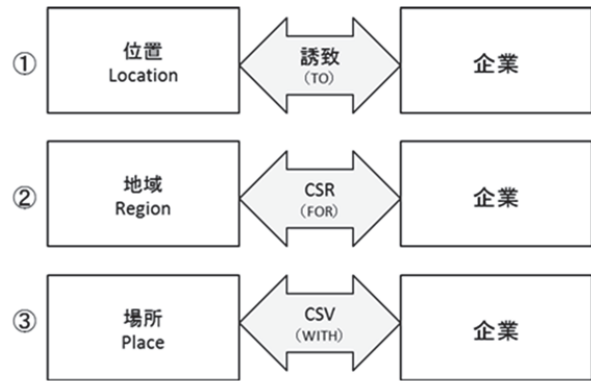 ①
位置
Location
誘致
(TO)
企業
②
地域
Region
CSR
(FOR)
企業
③
場所
Place
CSV
(WITH)
企業